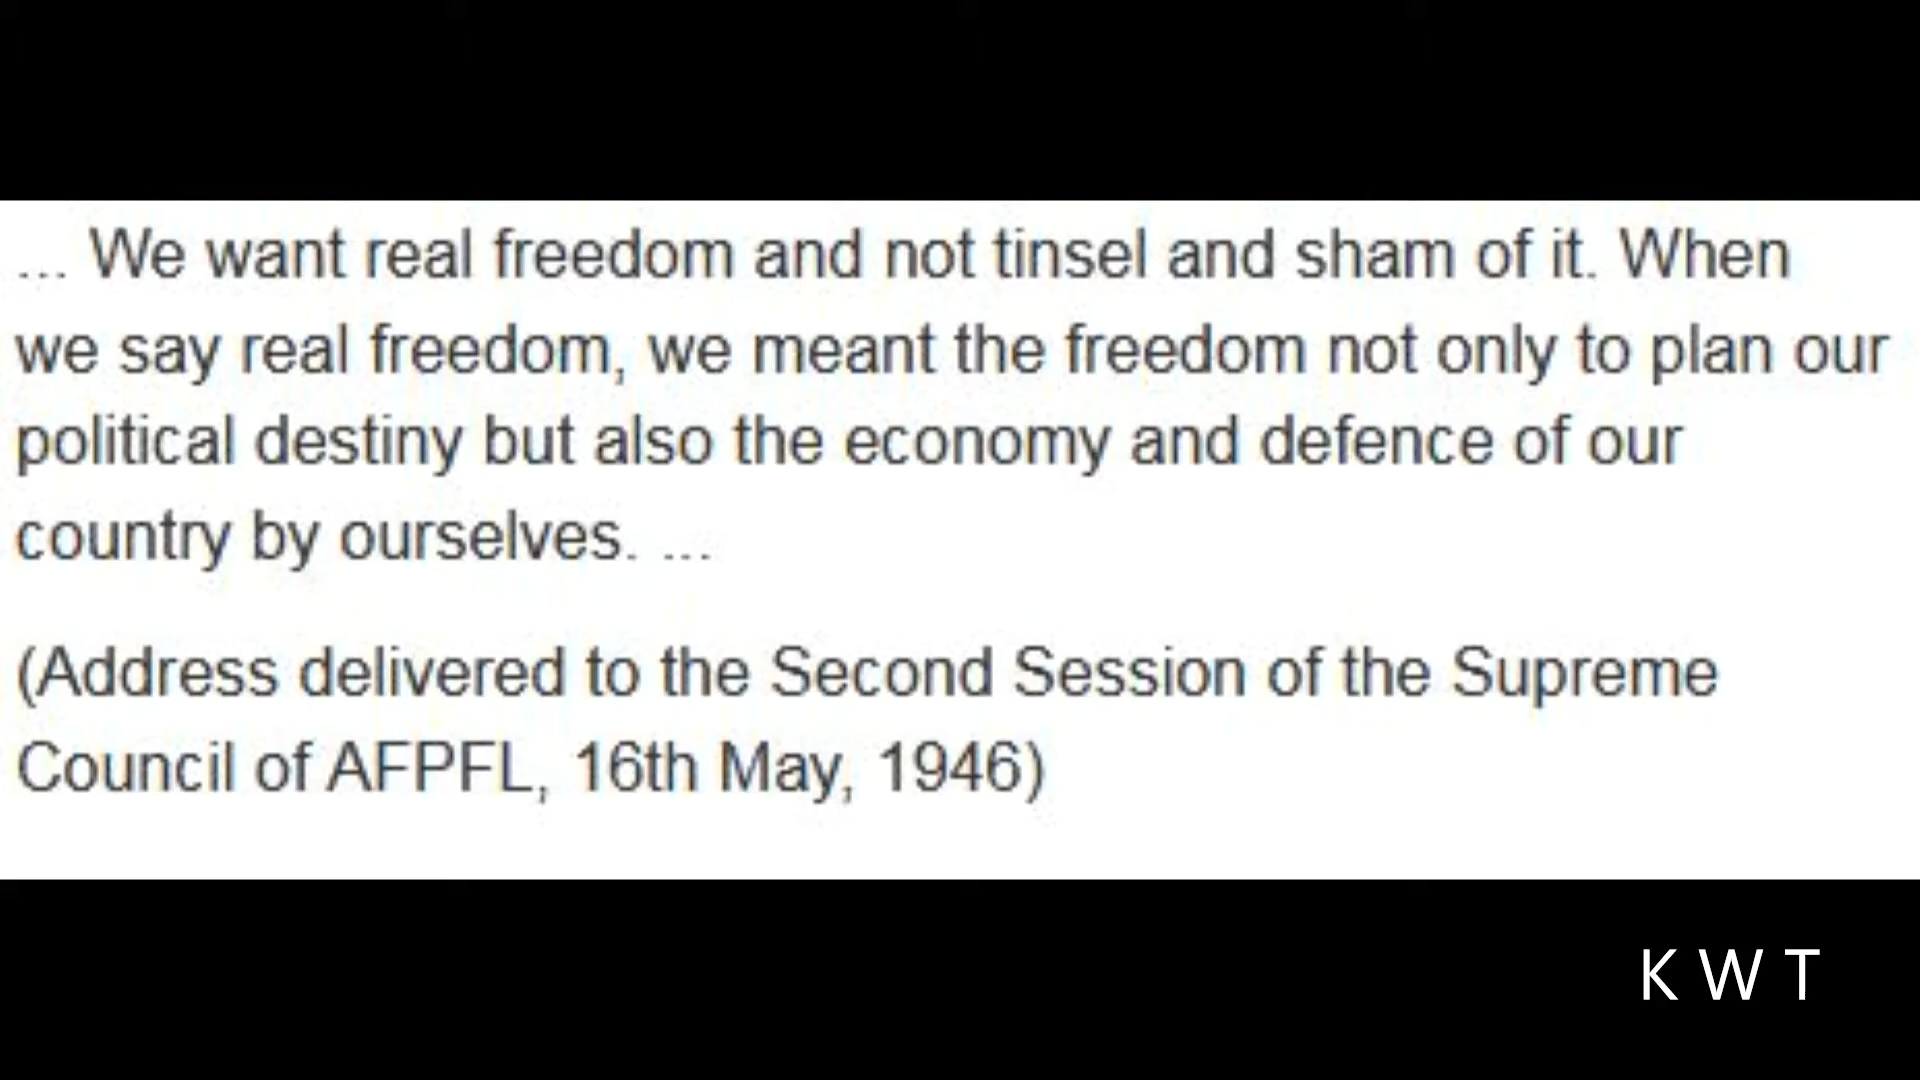 ... We want real freedom and not tinsel and sham of it. When
we say real freedom, we meant the freedom not only to plan our
political destiny but also the economy and defence of our
country by ourselves. ...
(Address delivered to the Second Session of the Supreme
Council of AFPFL, 16th May, 1946)
KWT